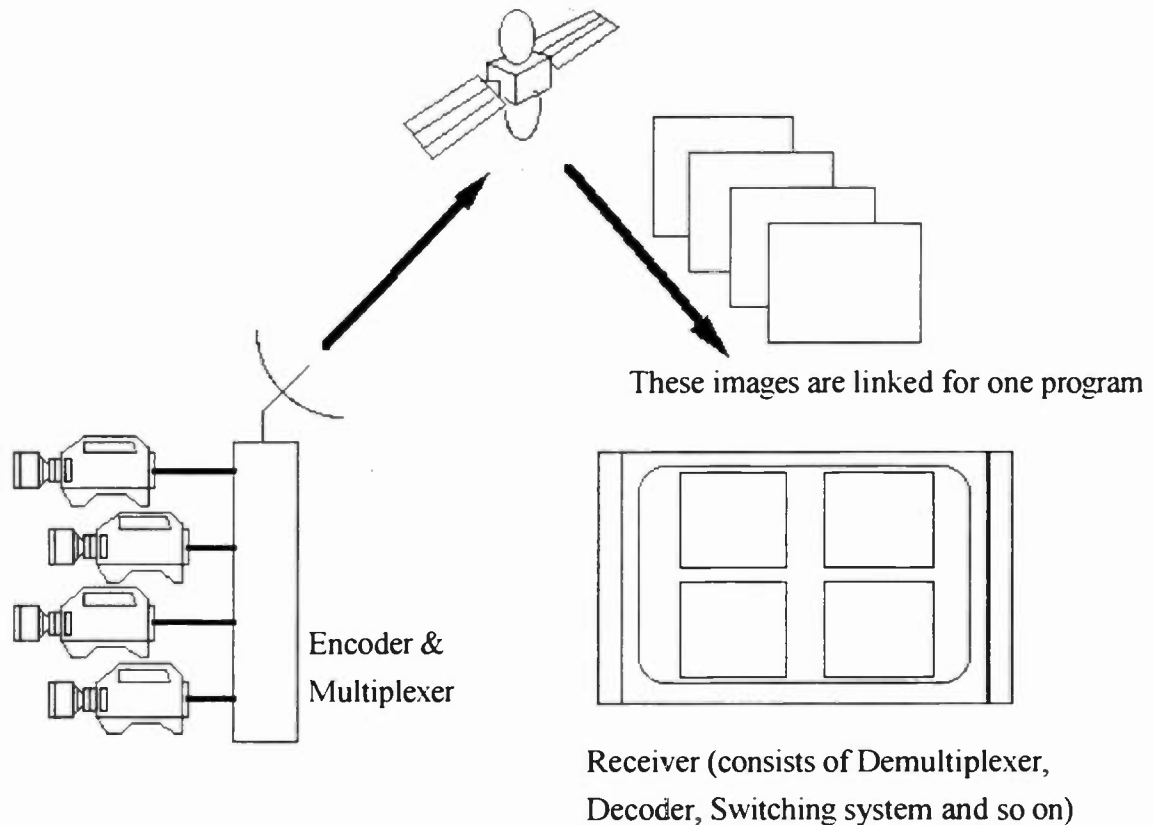 These images are linked for one program
Encoder &
Multiplexer
Receiver (consists of Demultiplexer,
Decoder, Switching system and so on)